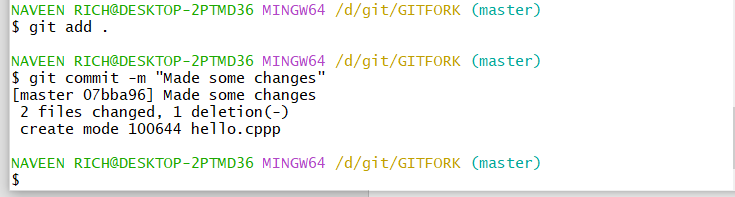 NAVEEN RICH@DESKTOP-2PTMD36 MINGW64 /d/git/GITFORK (master)
$ git add .
NAVEEN RICH@DESKTOP-2PTMD36 MINGW64 /d/git/GITFORK (master)
$ git commit -m "Made some changes"
[master 07bba96] Made some changes
 2 files changed, 1 deletion(-)
 create mode 100644 hello.cppp
NAVEEN RICH@DESKTOP-2PTMD36 MINGW64 /d/git/GITFORK (master)
$